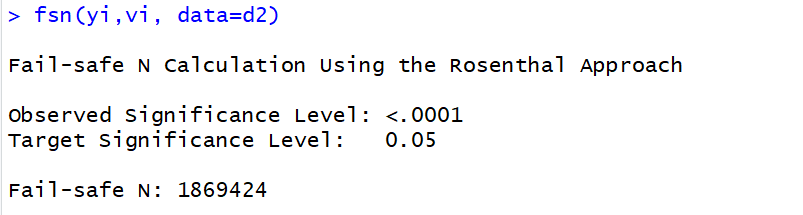 > fsn(yi,vi, data=d2)
Fail-safe N Calculation Using the Rosenthal Approach
Observed Significance Level: <.0001
Target Significance Level:   0.05
Fail-safe N: 1869424